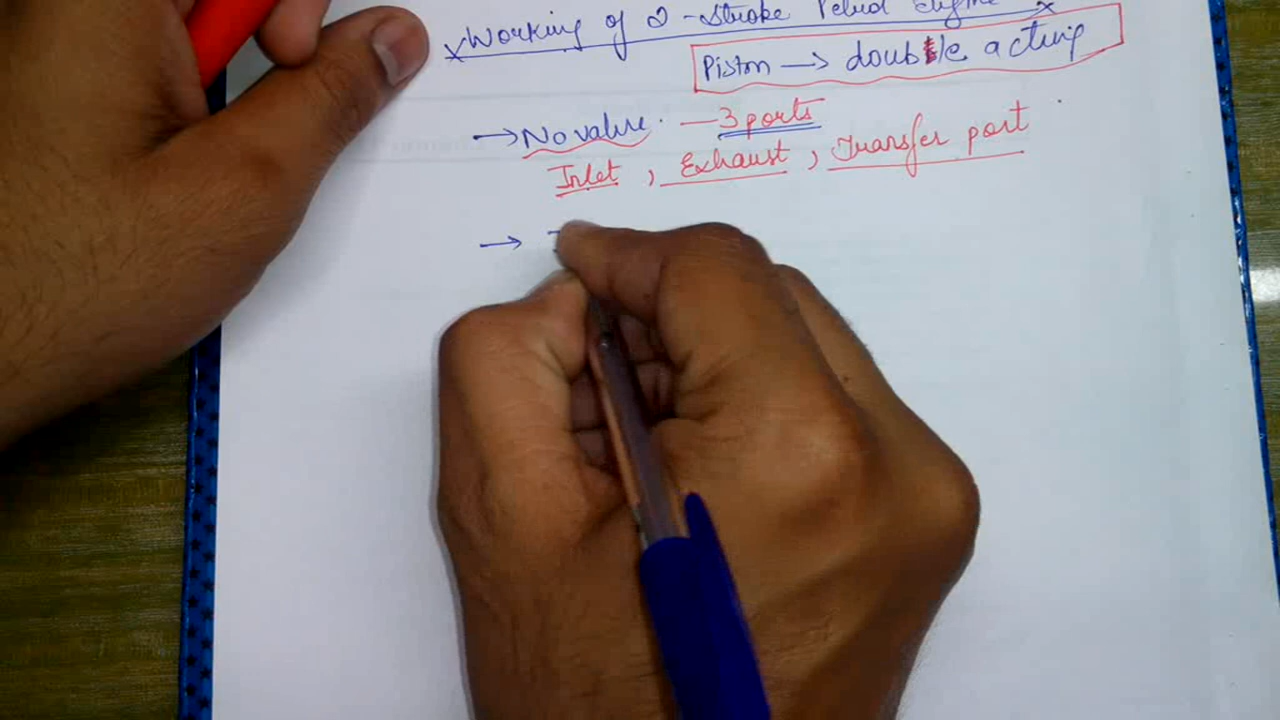 Working of 2-Stroke Petrol Engine
Piston → double acting
→ No valve. — 3 ports
Inlet, Exhaust, Transfer port
→